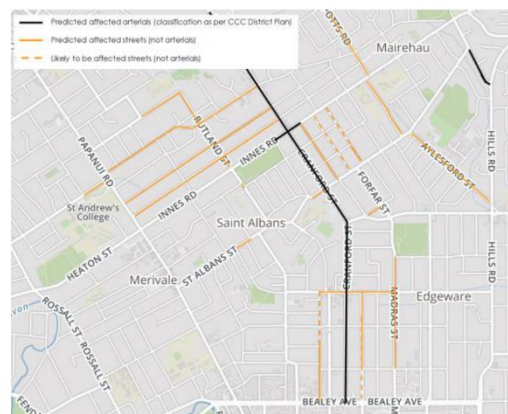 Predicted affected arterials (classification as per CCC District Plan)
Predicted affected streets (not arterials)
Likely to be affected streets (not arterials)
Mairehau
HILLS RD
PAPANUI RD
RUTLAND ST
INNES RD
CRANFORD ST
AYLESFORD ST
St Andrew's
College
FORFAR ST
INNES RD
Saint Albans
HEATON ST
ST ALBANS ST
CRANFORD ST
HILLS RD
Merivale
MADRAS ST
Edgeware
ROSSALL ST
ROSSALL ST
BEALEY AVE
BEALEY AVE